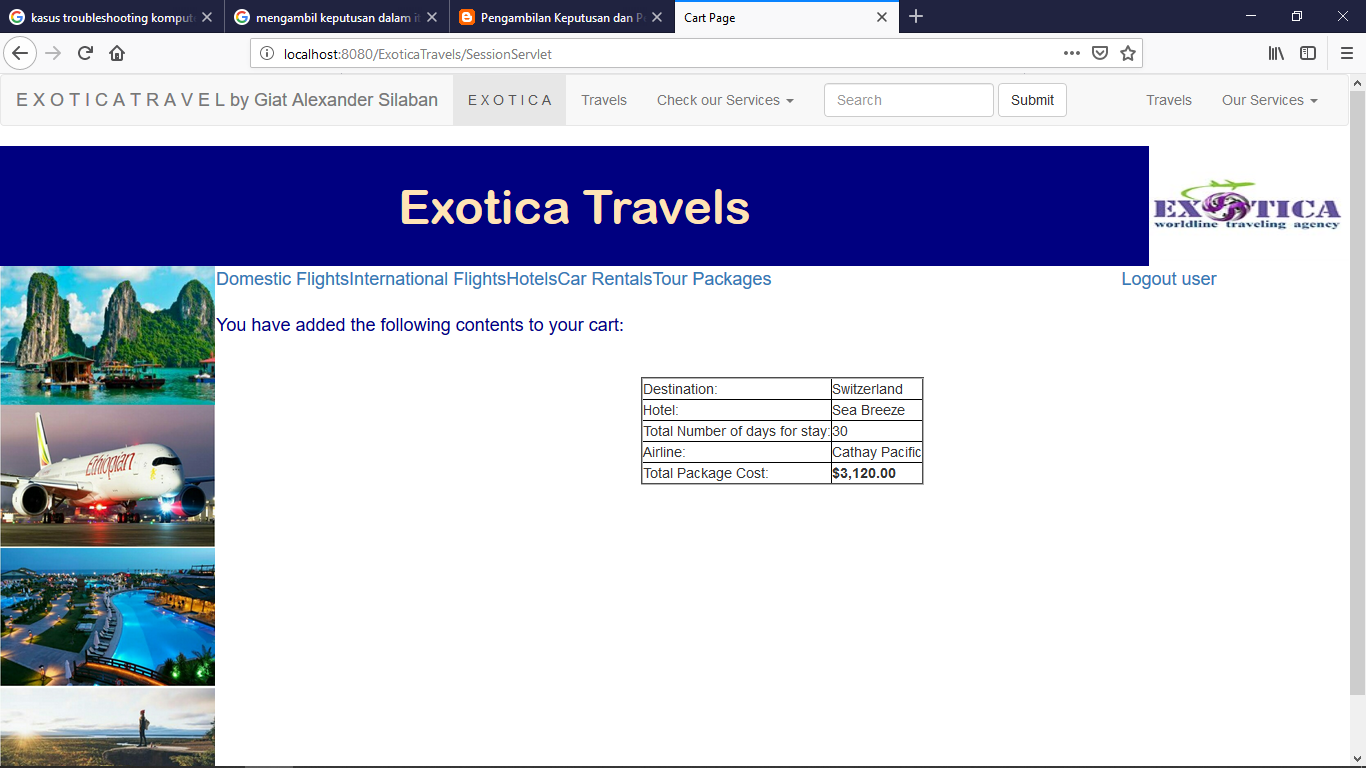 kasus troubleshooting komput
mengambil keputusan dalam it
Pengambilan Keputusan dan P
Cart Page
localhost:8080/ExoticaTravels/SessionServlet
E X O T I C A T R A V E L by Giat Alexander Silaban
E X O T I C A
Travels
Check our Services
Search
Submit
Travels
Our Services
Exotica Travels
EXOTICA
worldline traveling agency
Domestic FlightsInternational FlightsHotelsCar RentalsTour Packages
Logout user
You have added the following contents to your cart:
Destination: Switzerland
Hotel: Sea Breeze
Total Number of days for stay: 30
Airline: Cathay Pacific
Total Package Cost: $3,120.00
Ethiopian